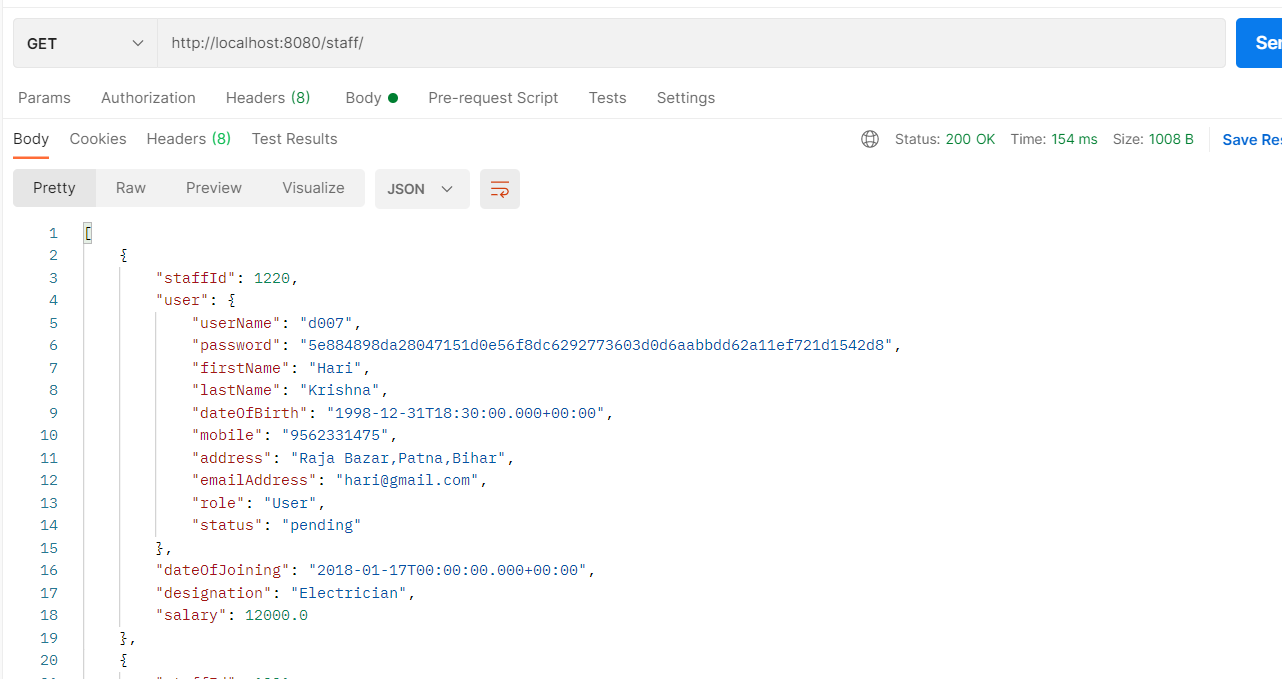 GET http://localhost:8080/staff/
Params Authorization Headers (8) Body Pre-request Script Tests Settings
Body Cookies Headers (8) Test Results Status: 200 OK Time: 154 ms Size: 1008 B Save
Pretty Raw Preview Visualize JSON
1 [
2 {
3 "staffId": 1220,
4 "user": {
5 "userName": "d007",
6 "password": "5e884898da28047151d0e56f8dc6292773603d0d6aabbdd62a11ef721d1542d8",
7 "firstName": "Hari",
8 "lastName": "Krishna",
9 "dateOfBirth": "1998-12-31T18:30:00.000+00:00",
10 "mobile": "9562331475",
11 "address": "Raja Bazar,Patna,Bihar",
12 "emailAddress": "hari@gmail.com",
13 "role": "User",
14 "status": "pending"
15 },
16 "dateOfJoining": "2018-01-17T00:00:00.000+00:00",
17 "designation": "Electrician",
18 "salary": 12000.0
19 },
20 {